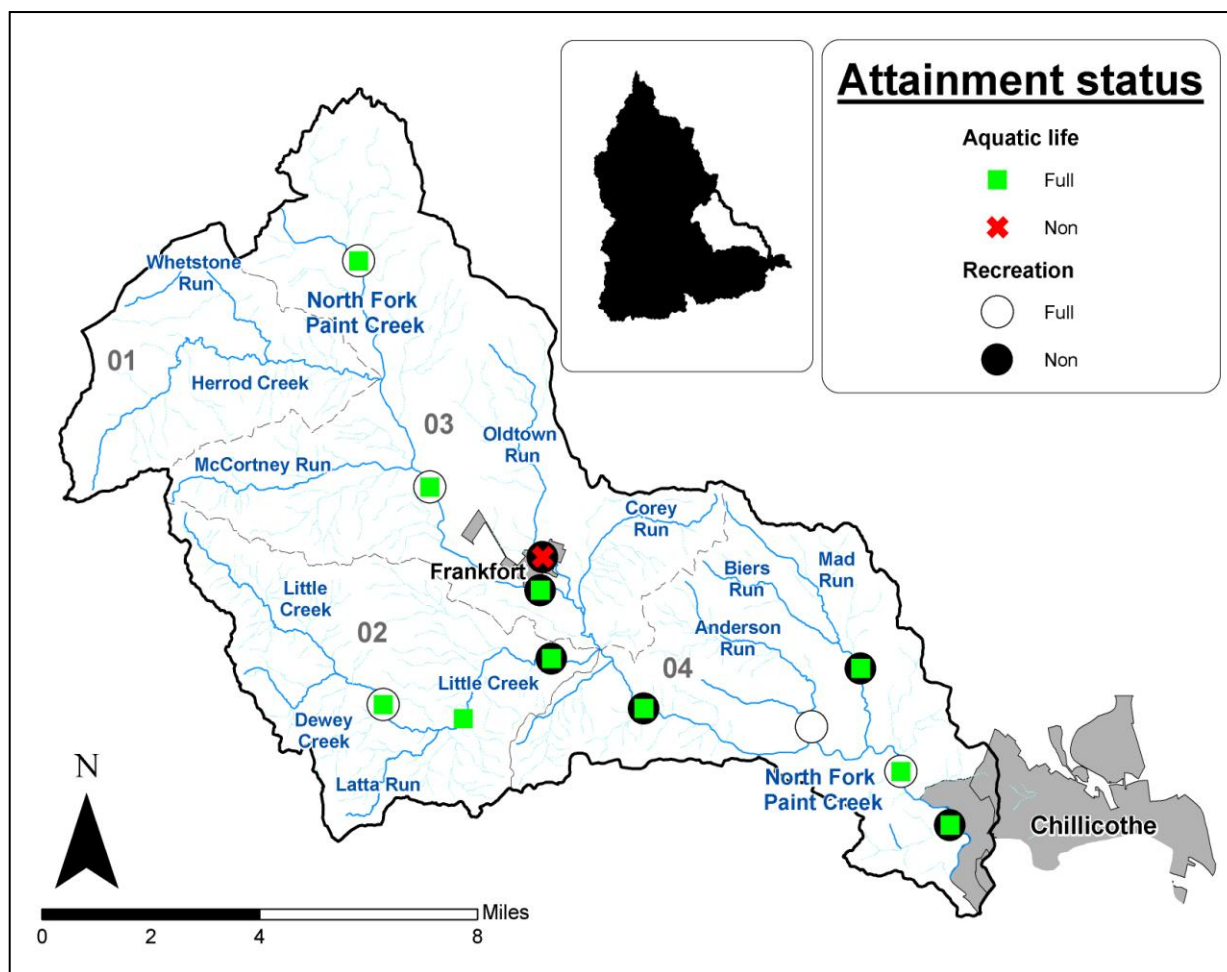 Attainment status
Aquatic life
Full
Non
Recreation
Full
Non
Whetstone
Run
North Fork
Paint Creek
01
Herrod Creek
03
Oldtown
Run
McCortney Run
Corey
Run
Mad
Run
Biers
Run
Frankfort
Anderson
Run
Little
Creek
02
04
Little Creek
Dewey
Creek
Latta Run
North Fork
Paint Creek
Chillicothe
N
Miles
0
2
4
8